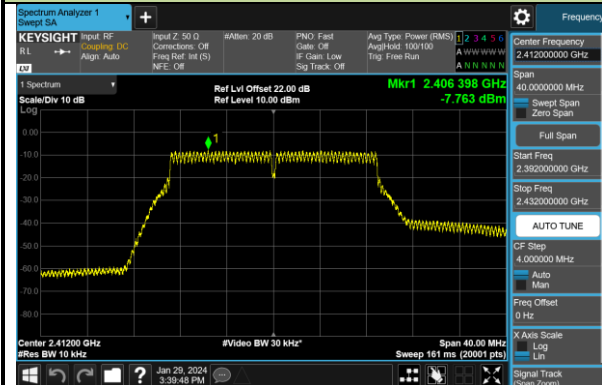 Spectrum Analyzer 1
Swept SA
+
Frequency
KEYSIGHT
RL
Input: RF
Coupling: DC
Align: Auto
Input Z: 50 Ω
Corrections: Off
Freq Ref: Int (S)
NFE: Off
#Atten: 20 dB
PNO: Fast
Gate: Off
IF Gain: Low
Sig Track: Off
Avg Type: Power (RMS)
Avg|Hold: 100/100
Trig: Free Run
1 2 3 4 5 6
A W W W W W
A N N N N N
1 Spectrum
Scale/Div 10 dB
Log
Ref Lvl Offset 22.00 dB
Ref Level 10.00 dBm
Mkr1 2.406 398 GHz
-7.763 dBm
1
0.00
-10.0
-20.0
-30.0
-40.0
-50.0
-60.0
-70.0
-80.0
Center 2.41200 GHz
#Res BW 10 kHz
#Video BW 30 kHz*
Span 40.00 MHz
Sweep 161 ms (20001 pts)
Center Frequency
2.412000000 GHz
Span
40.0000000 MHz
Swept Span
Zero Span
Full Span
Start Freq
2.392000000 GHz
Stop Freq
2.432000000 GHz
AUTO TUNE
CF Step
4.000000 MHz
Auto
Man
Freq Offset
0 Hz
X Axis Scale
Log
Lin
Signal Track
(Span Zoom)
?
Jan 29, 2024
3:39:48 PM